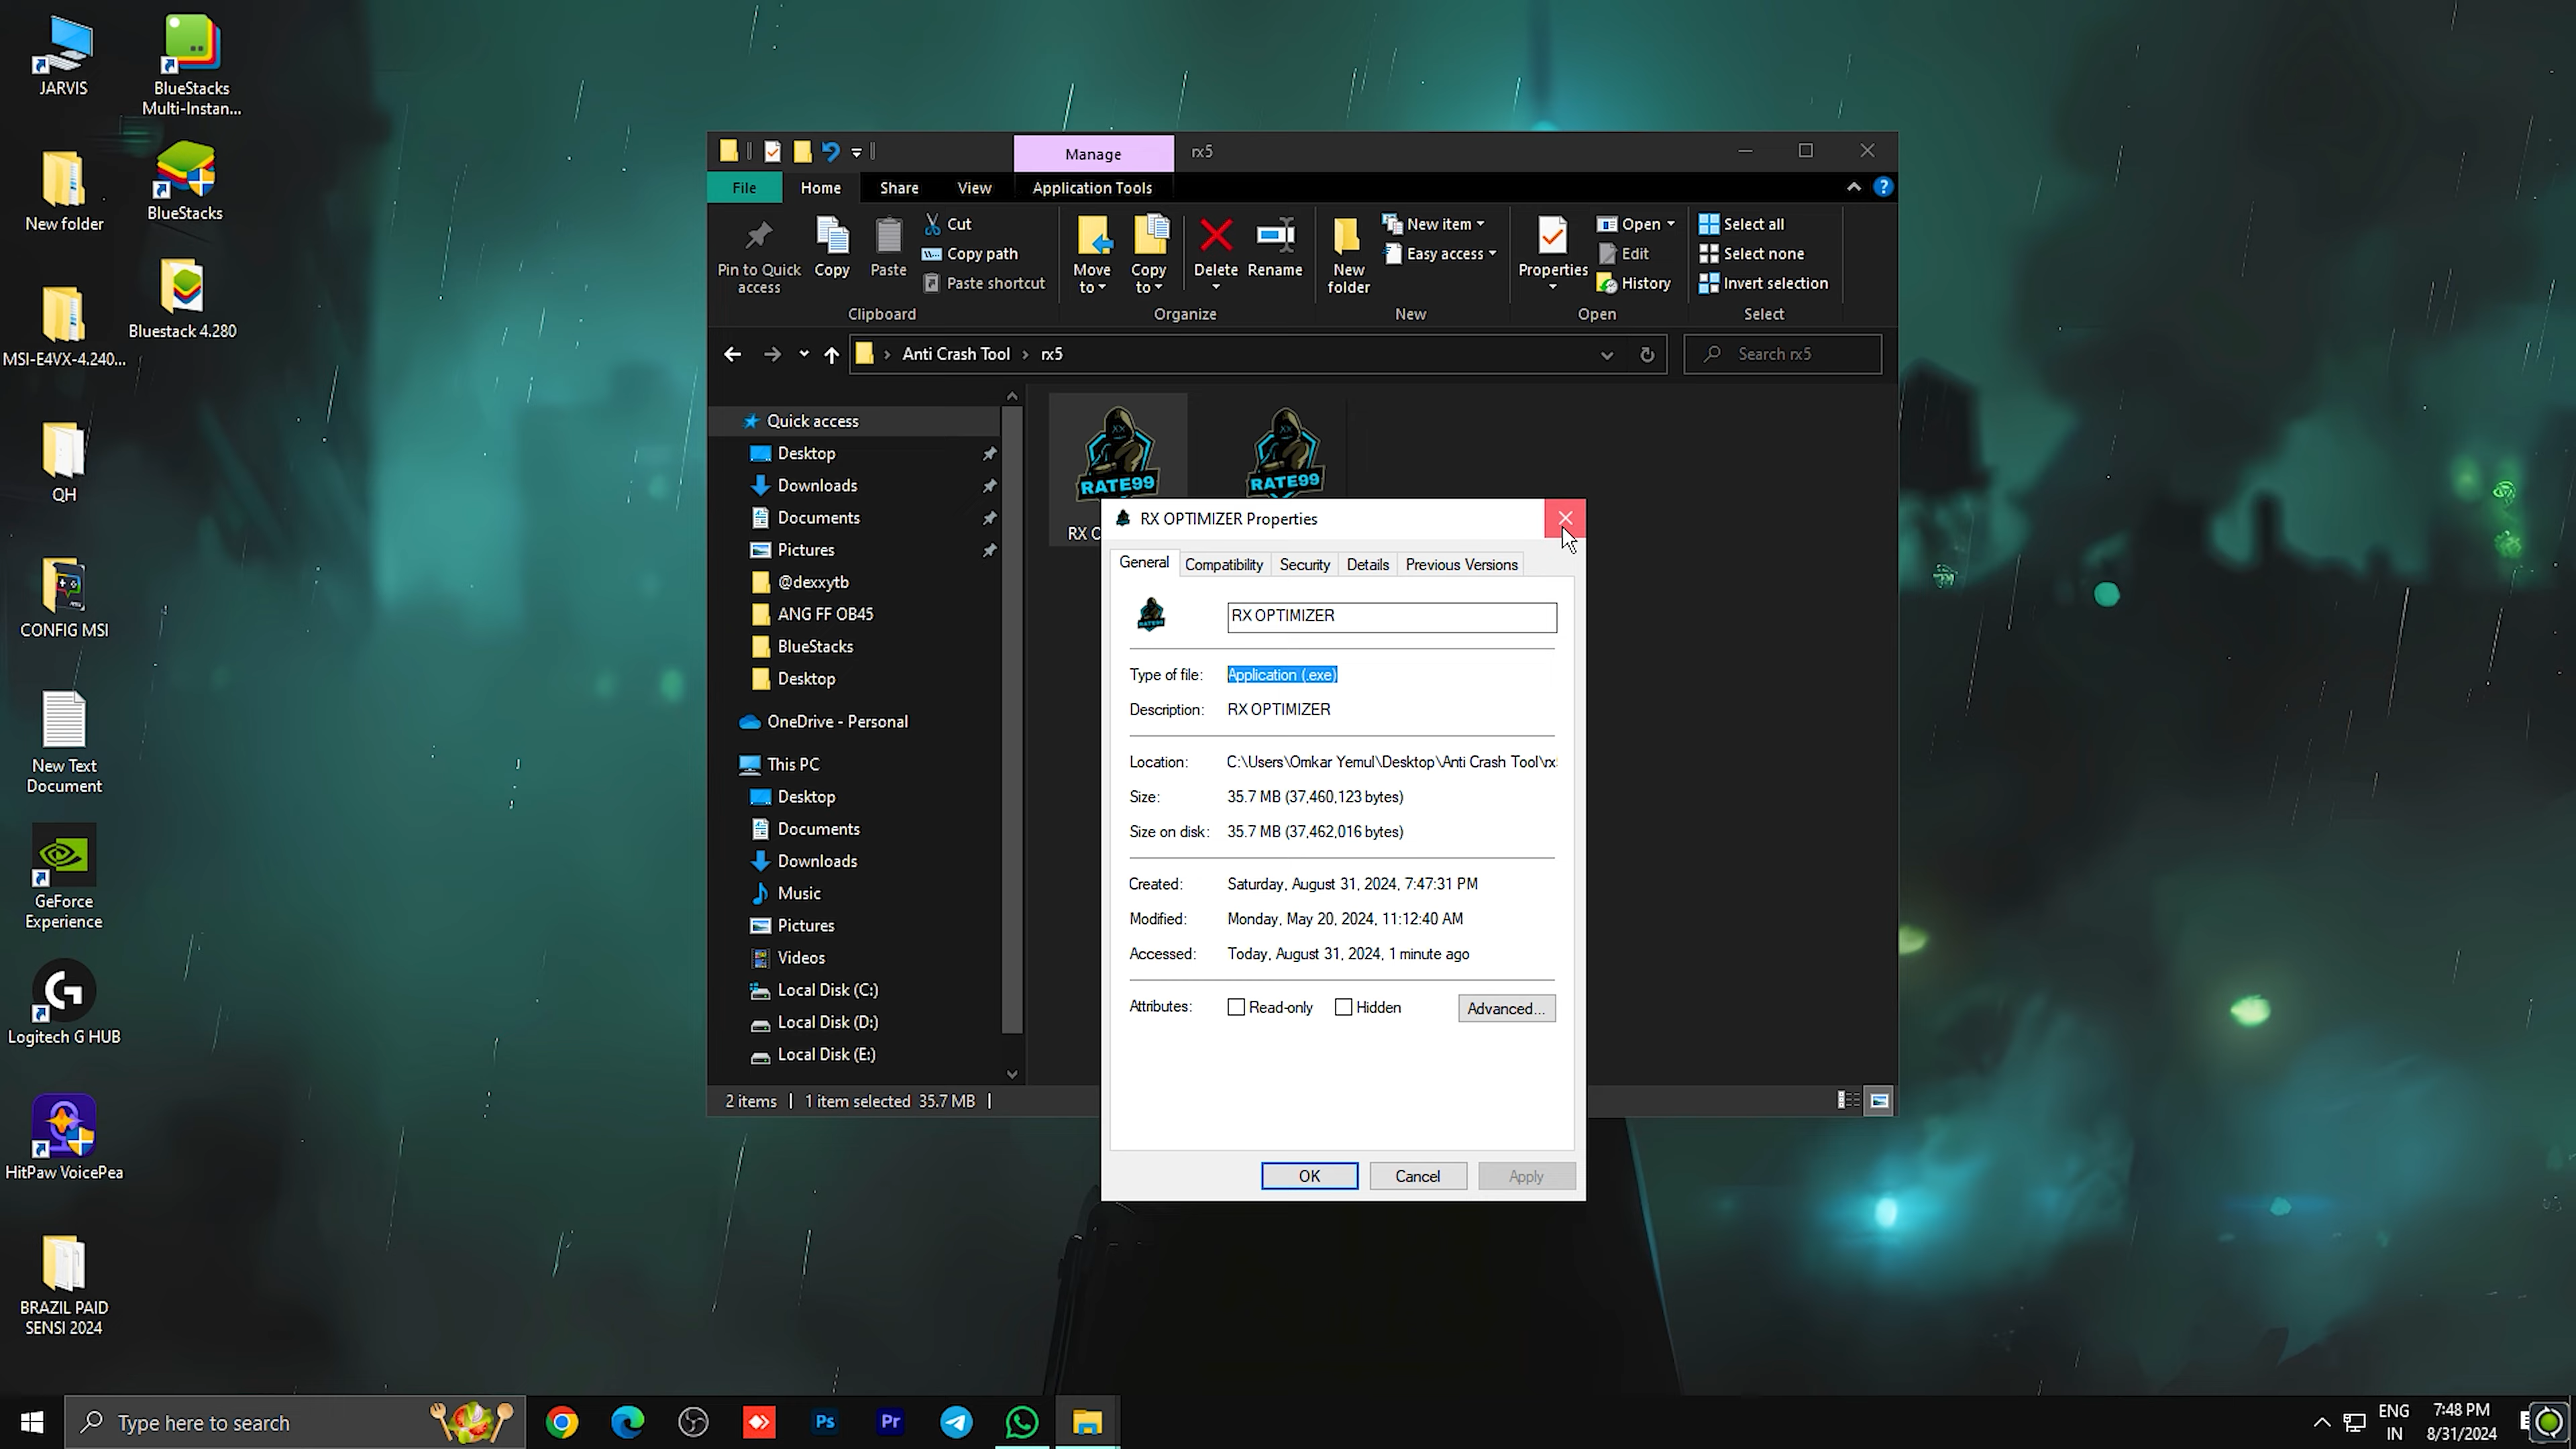 JARVIS
BlueStacks
Multi-Instan...
New folder
BlueStacks
MSI-E4VX-4.240...
Bluestack 4.280
QH
CONFIG MSI
New Text
Document
GeForce
Experience
Logitech G HUB
HitPaw VoicePea
BRAZIL PAID
SENSI 2024
Manage
rx5
File
Home
Share
View
Application Tools
Pin to Quick
access
Copy
Paste
Cut
Copy path
Paste shortcut
Clipboard
Move
to
Copy
to
Delete
Rename
Organize
New
folder
New item
Easy access
New
Properties
Open
Edit
History
Open
Select all
Select none
Invert selection
Select
Anti Crash Tool
rx5
Search rx5
Quick access
Desktop
Downloads
Documents
Pictures
@dexxytb
ANG FF OB45
BlueStacks
Desktop
OneDrive - Personal
This PC
Desktop
Documents
Downloads
Music
Pictures
Videos
Local Disk (C:)
Local Disk (D:)
Local Disk (E:)
2 items
1 item selected 35.7 MB
RATE99
RATE99
RX O
RX OPTIMIZER Properties
General
Compatibility
Security
Details
Previous Versions
RATE99
RX OPTIMIZER
Type of file: Application (.exe)
Description: RX OPTIMIZER
Location: C:\Users\Omkar Yemul\Desktop\Anti Crash Tool\rx
Size: 35.7 MB (37,460,123 bytes)
Size on disk: 35.7 MB (37,462,016 bytes)
Created: Saturday, August 31, 2024, 7:47:31 PM
Modified: Monday, May 20, 2024, 11:12:40 AM
Accessed: Today, August 31, 2024, 1 minute ago
Attributes: Read-only Hidden Advanced...
OK
Cancel
Apply
Type here to search
Ps
Pr
ENG
IN
7:48 PM
8/31/2024